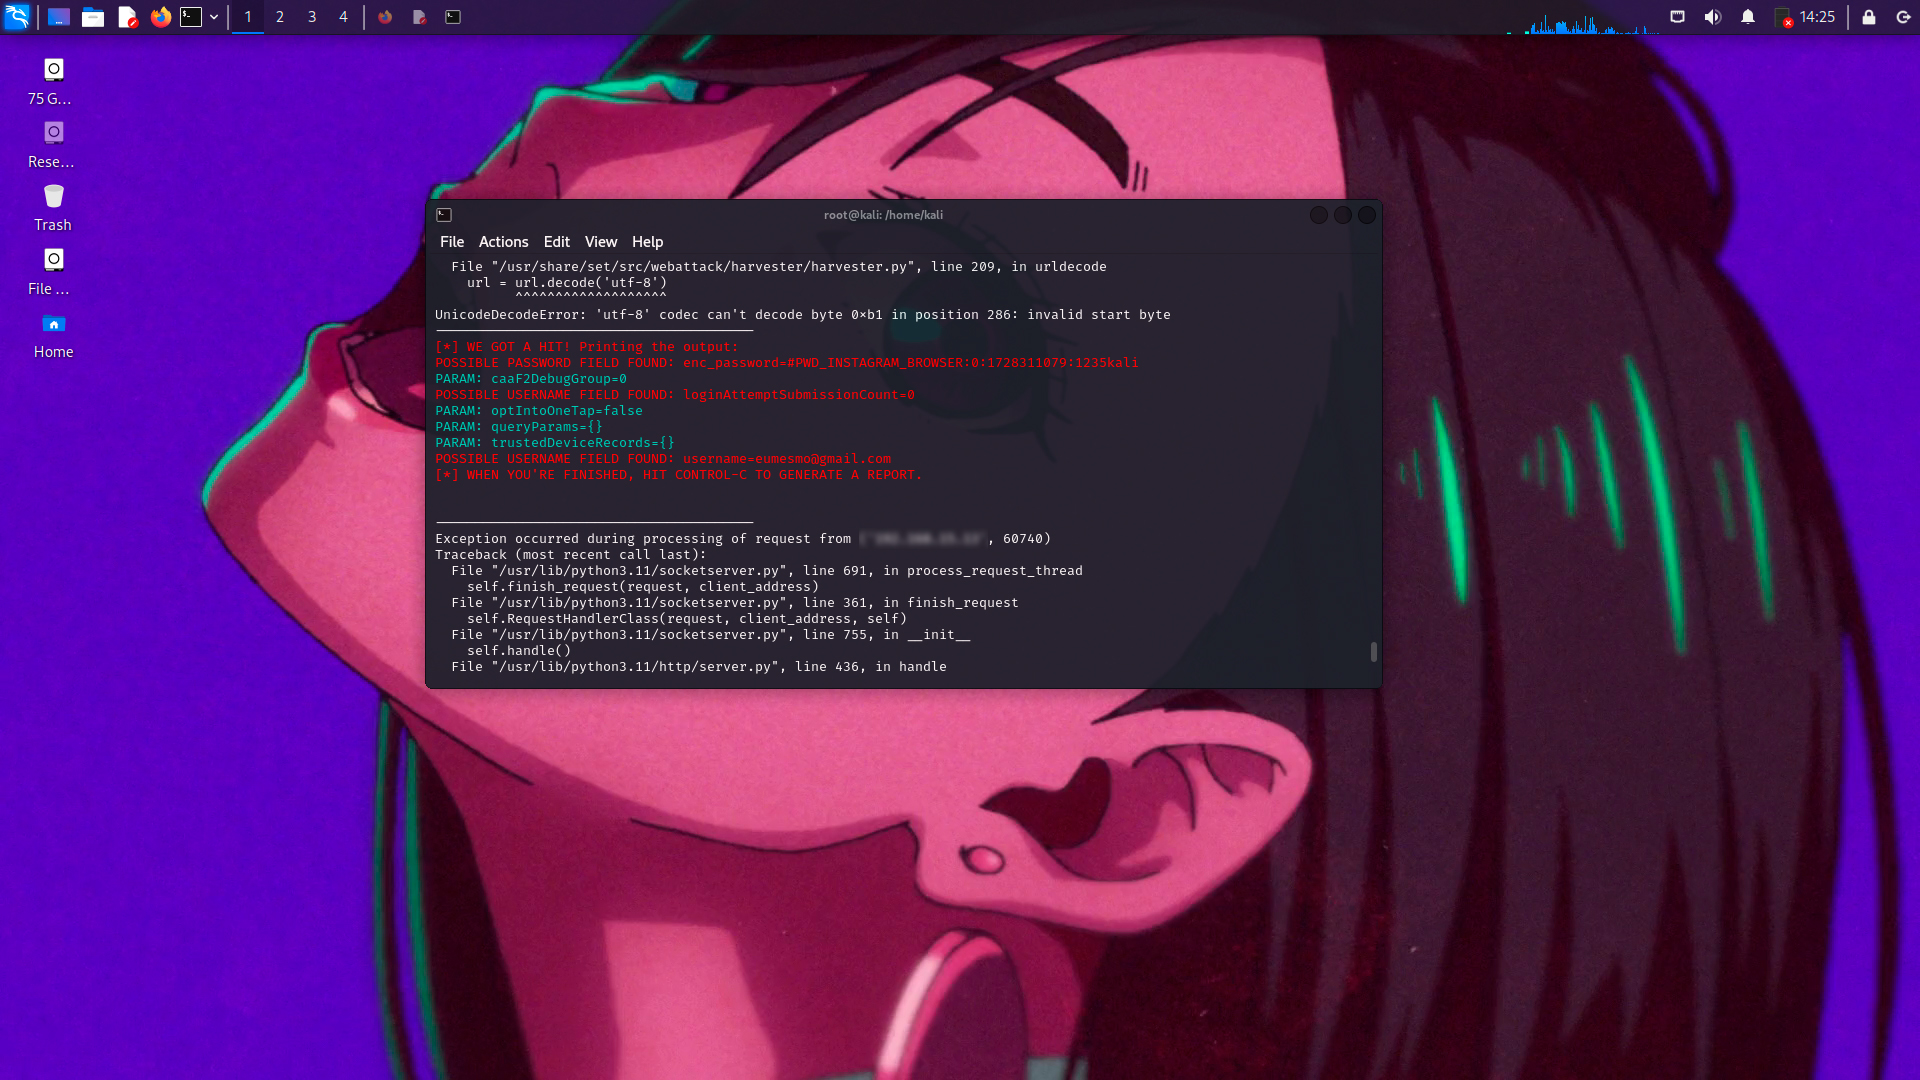 1 2 3 4
14:25
75 G...
Rese...
Trash
File ...
Home
root@kali: /home/kali
File Actions Edit View Help
File "/usr/share/set/src/webattack/harvester/harvester.py", line 209, in urldecode
url = url.decode('utf-8')
^^^^^^^^^^^^^^^^^^^
UnicodeDecodeError: 'utf-8' codec can't decode byte 0×b1 in position 286: invalid start byte
[*] WE GOT A HIT! Printing the output:
POSSIBLE PASSWORD FIELD FOUND: enc_password=#PWD_INSTAGRAM_BROWSER:0:1728311079:1235kali
PARAM: caaF2DebugGroup=0
POSSIBLE USERNAME FIELD FOUND: loginAttemptSubmissionCount=0
PARAM: optIntoOneTap=false
PARAM: queryParams={}
PARAM: trustedDeviceRecords={}
POSSIBLE USERNAME FIELD FOUND: username=eumesmo@gmail.com
[*] WHEN YOU'RE FINISHED, HIT CONTROL-C TO GENERATE A REPORT.
Exception occurred during processing of request from , 60740)
Traceback (most recent call last):
File "/usr/lib/python3.11/socketserver.py", line 691, in process_request_thread
self.finish_request(request, client_address)
File "/usr/lib/python3.11/socketserver.py", line 361, in finish_request
self.RequestHandlerClass(request, client_address, self)
File "/usr/lib/python3.11/socketserver.py", line 755, in __init__
self.handle()
File "/usr/lib/python3.11/http/server.py", line 436, in handle